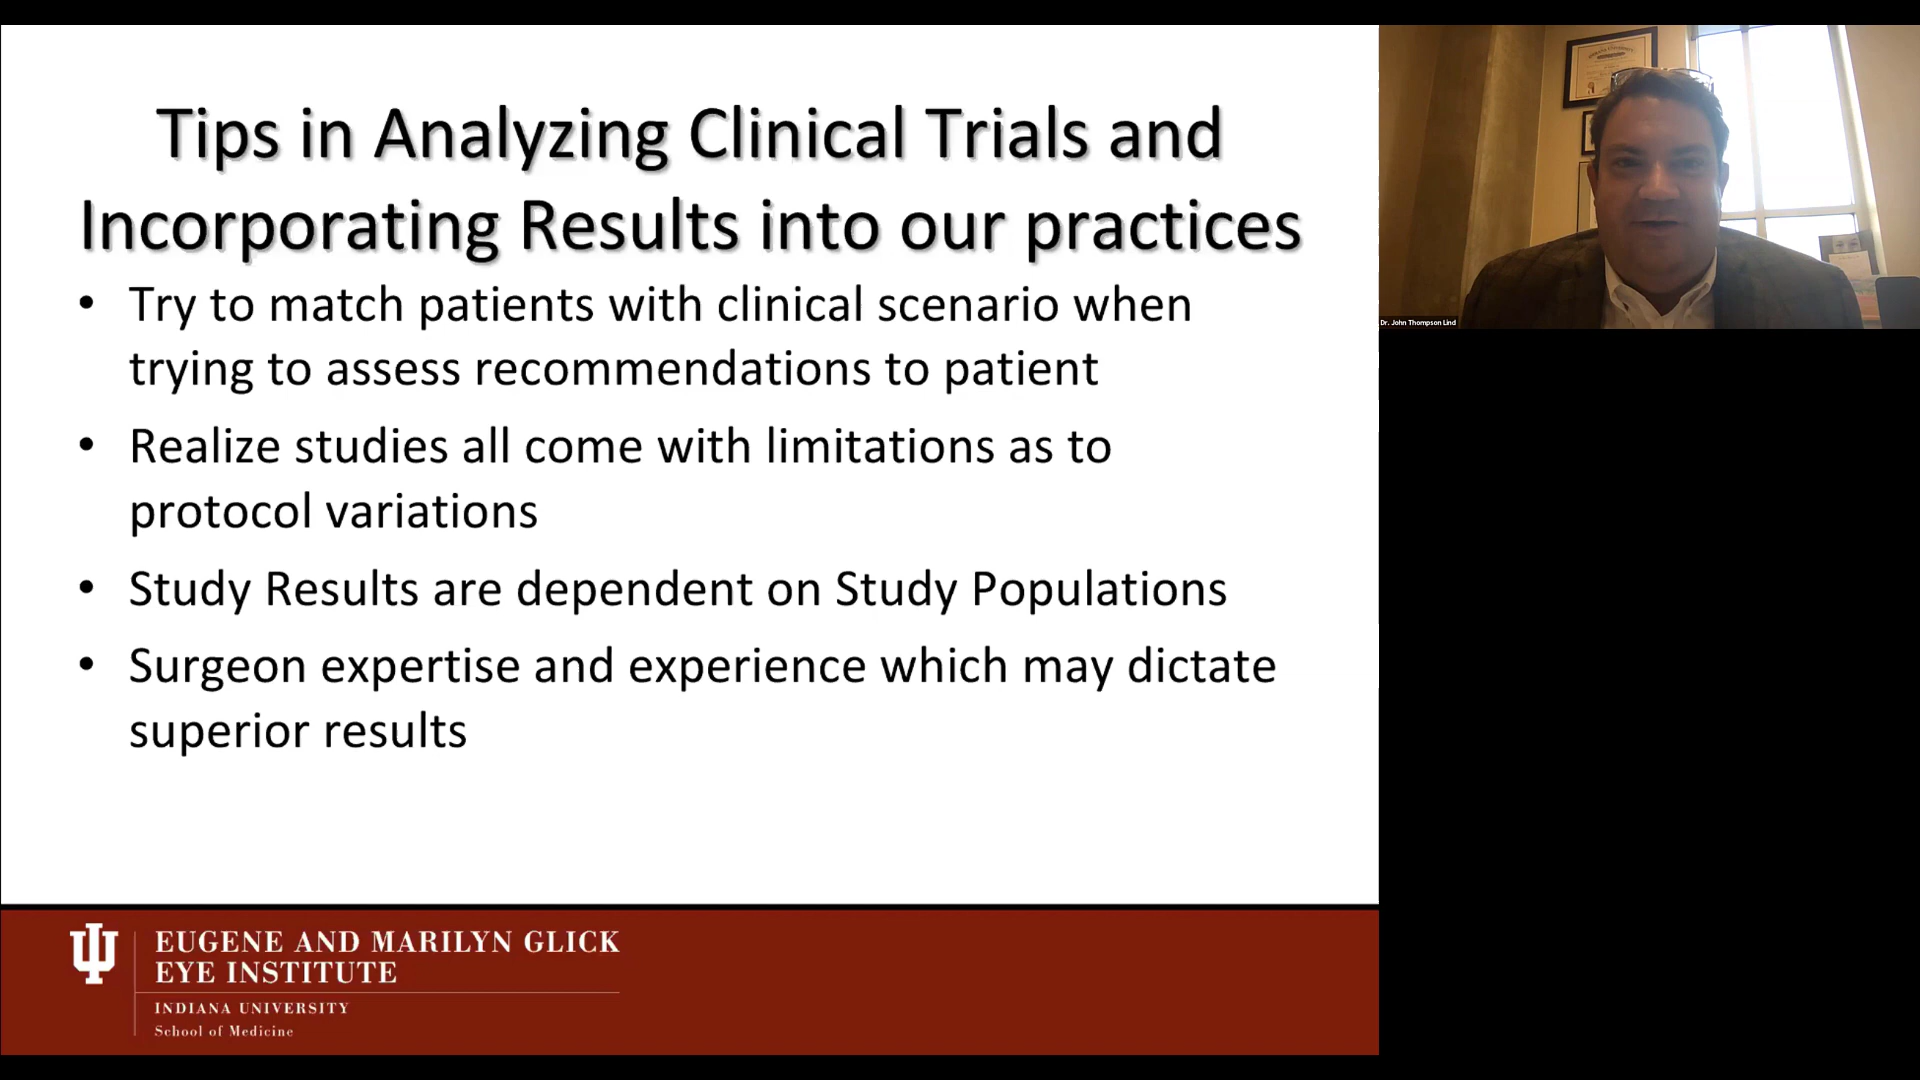 Tips in Analyzing Clinical Trials and
Incorporating Results into our practices
• Try to match patients with clinical scenario when
trying to assess recommendations to patient
• Realize studies all come with limitations as to
protocol variations
• Study Results are dependent on Study Populations
• Surgeon expertise and experience which may dictate
superior results
EUGENE AND MARILYN GLICK
EYE INSTITUTE
INDIANA UNIVERSITY
School of Medicine
INDIANA UNIVERSITY
Dr. John Thompson Lind